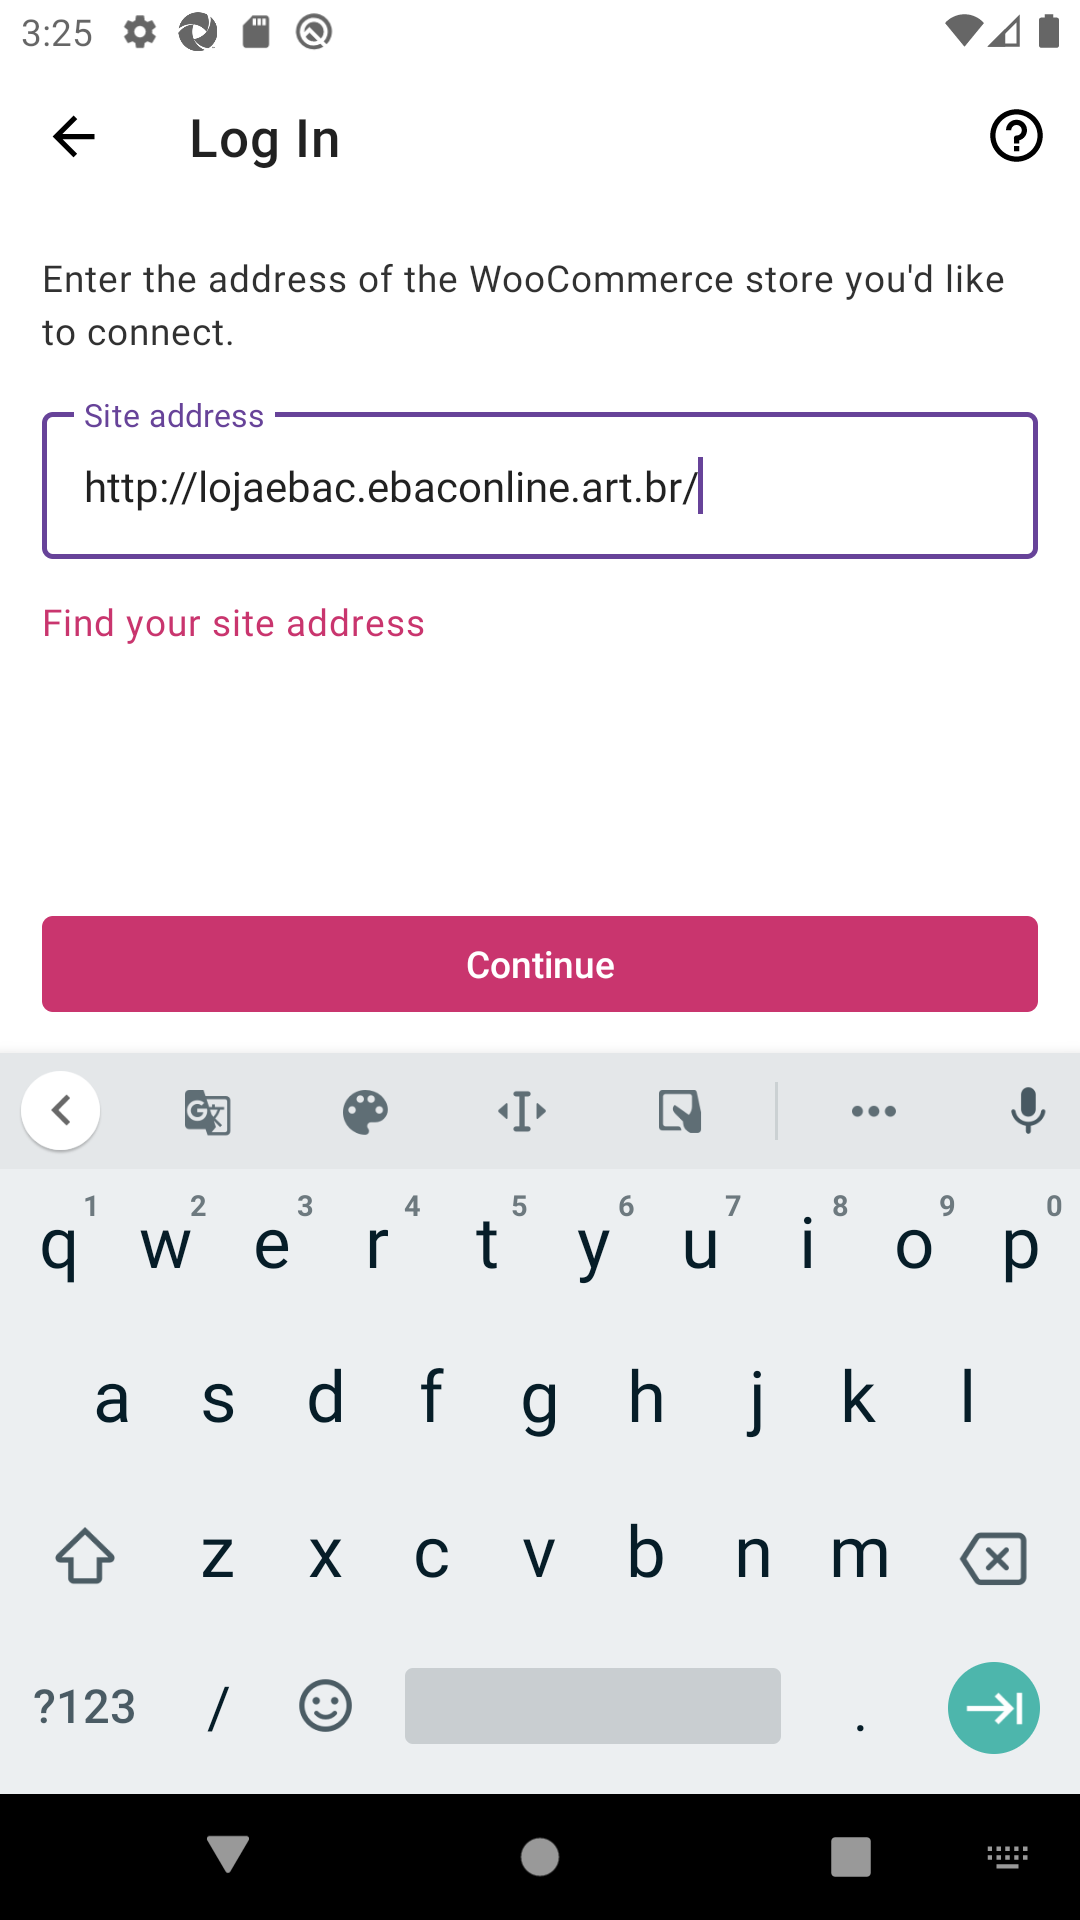 3:25
Log In
Enter the address of the WooCommerce store you'd like
to connect.
Site address
http://lojaebac.ebaconline.art.br/
Find your site address
Continue
1 2 3 4 5 6 7 8 9 0
q w e r t y u i o p
a s d f g h j k l
z x c v b n m
?123 / .